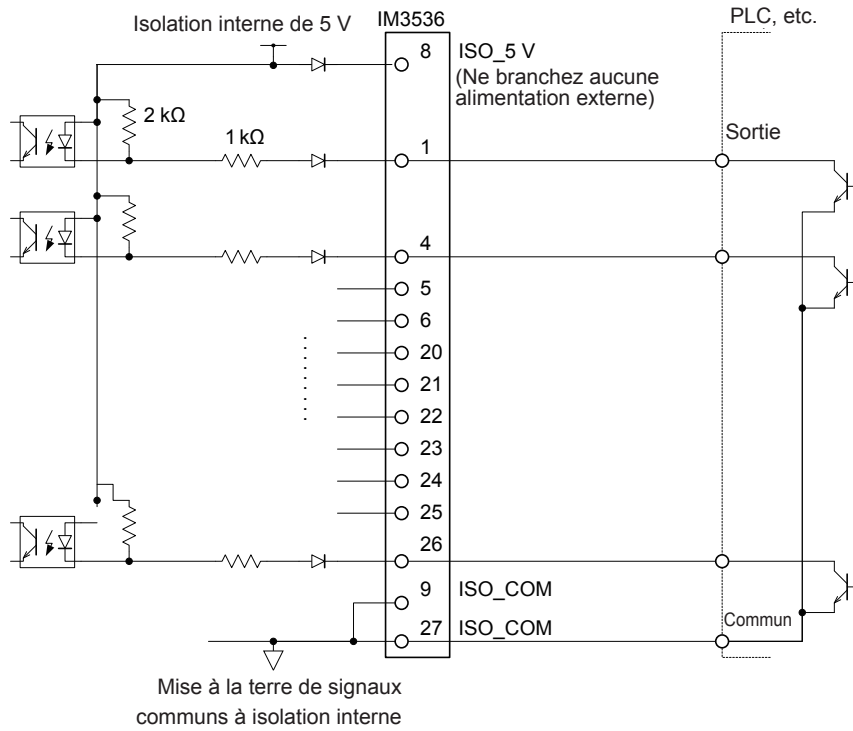 Isolation interne de 5 V
IM3536
PLC, etc.
8
ISO_5 V
(Ne branchez aucune
alimentation externe)
2 kΩ
1 kΩ
1
Sortie
4
5
6
20
21
22
23
24
25
26
9
ISO_COM
27
ISO_COM
Commun
Mise à la terre de signaux
communs à isolation interne